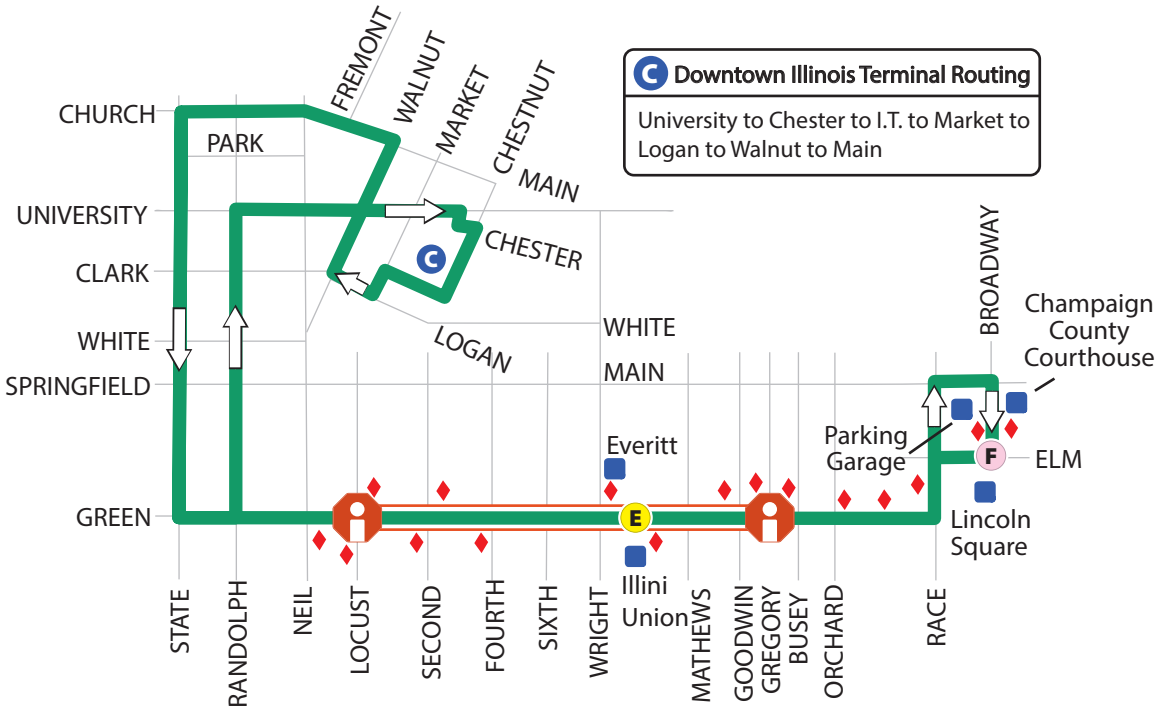 FREMONT
WALNUT
MARKET
CHESTNUT
C Downtown Illinois Terminal Routing
University to Chester to I.T. to Market to
Logan to Walnut to Main
CHURCH
PARK
MAIN
UNIVERSITY
CHESTER
C
CLARK
BROADWAY
Champaign
County
Courthouse
WHITE
LOGAN
WHITE
SPRINGFIELD
MAIN
Parking
Garage
F
ELM
Everitt
GREEN
E
Lincoln
Square
Illini
Union
STATE
RANDOLPH
NEIL
LOCUST
SECOND
FOURTH
SIXTH
WRIGHT
MATHEWS
GOODWIN
GREGORY
BUSEY
ORCHARD
RACE